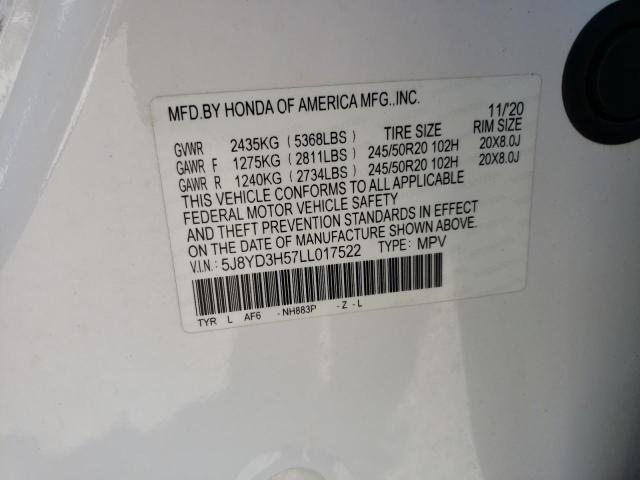 MFD.BY HONDA OF AMERICA MFG.,INC. 11/'20
GVWR 2435KG (5368LBS) TIRE SIZE RIM SIZE
GAWR F 1275KG (2811LBS) 245/50R20 102H 20X8.0J
GAWR R 1240KG (2734LBS) 245/50R20 102H 20X8.0J
THIS VEHICLE CONFORMS TO ALL APPLICABLE
FEDERAL MOTOR VEHICLE SAFETY
AND THEFT PREVENTION STANDARDS IN EFFECT
ON THE DATE OF MANUFACTURE SHOWN ABOVE.
V.I.N.: 5J8YD3H57LL017522 TYPE: MPV
TYR L AF6 -NH883P -Z -L